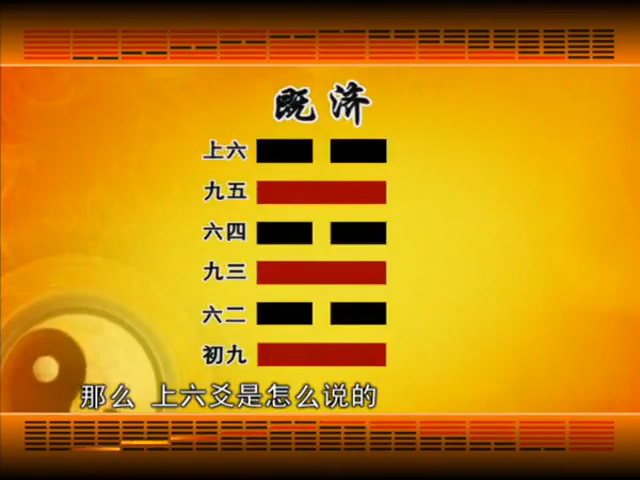 既济
上六
九五
六四
九三
六二
初九
那么 上六爻是怎么说的